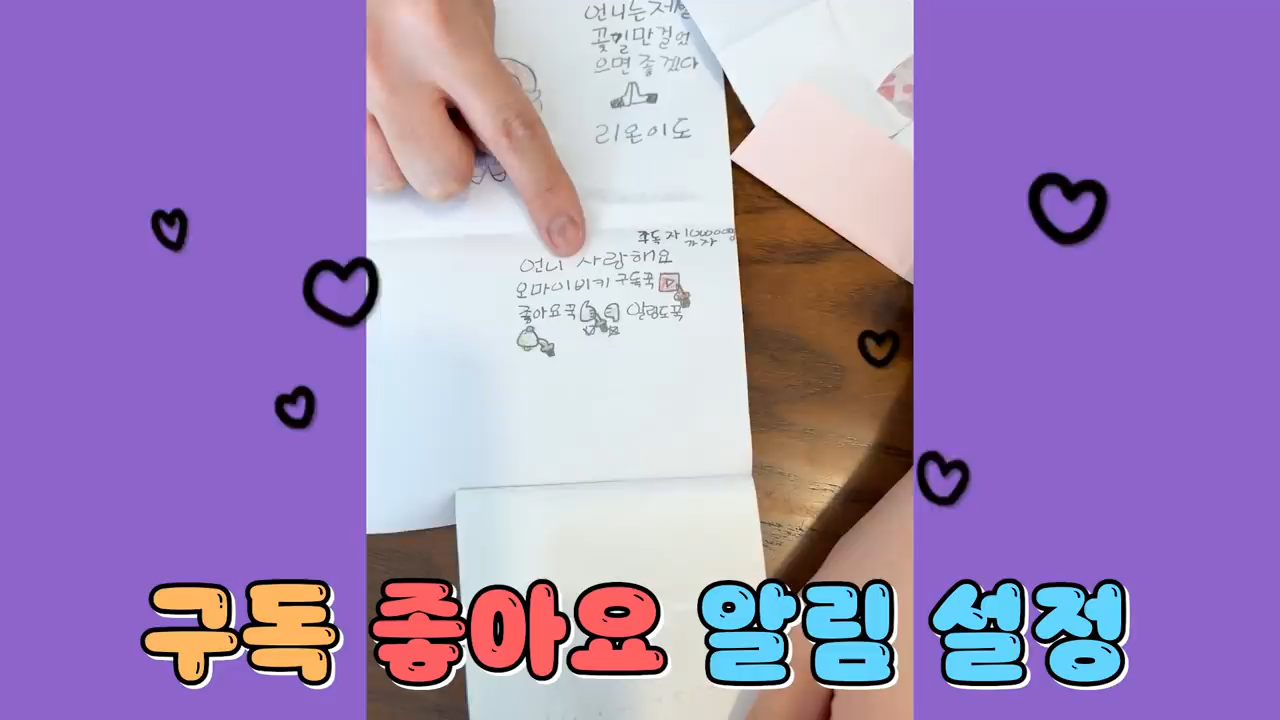 언니는 제발
꽃길만 걸었
으면 좋겠다
리온이도
구독자 100000명
가자
언니 사랑해요
오마이비키 구독꾹
좋아요꾹 알림도꾹
구독 좋아요 알림 설정